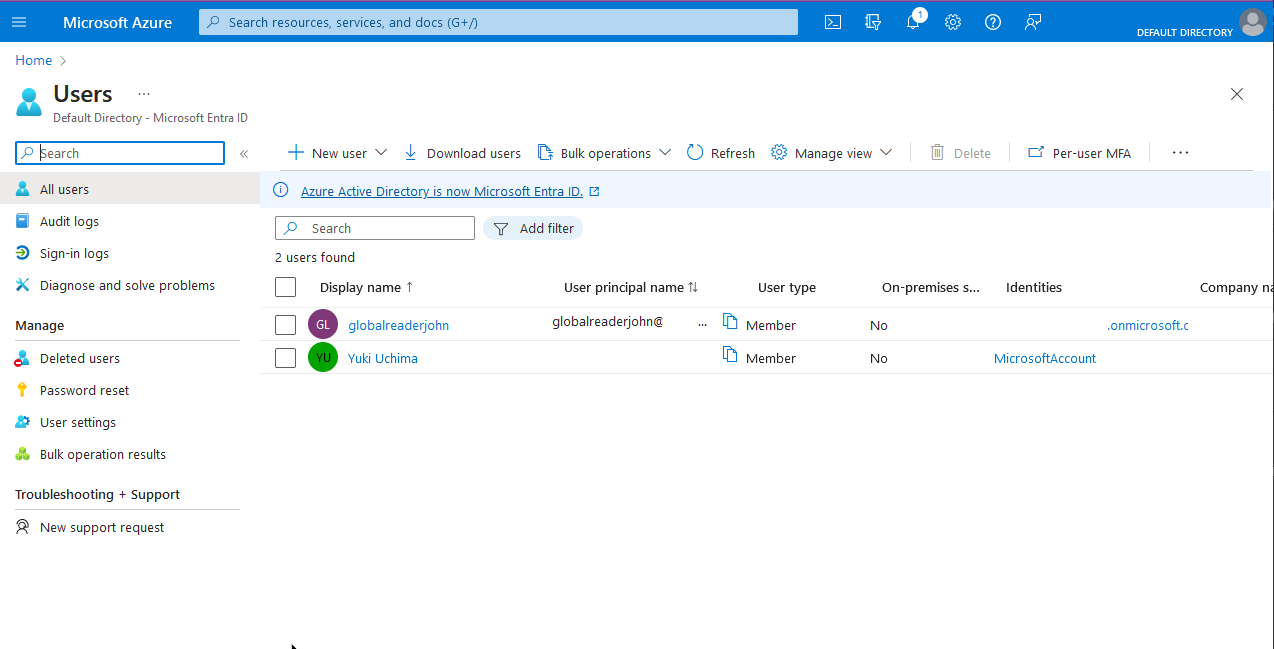 Microsoft Azure
Search resources, services, and docs (G+/)
1
DEFAULT DIRECTORY
Home
Users
...
Default Directory - Microsoft Entra ID
Search
«
New user
Download users
Bulk operations
Refresh
Manage view
Delete
Per-user MFA
...
All users
Audit logs
Sign-in logs
Diagnose and solve problems
Manage
Deleted users
Password reset
User settings
Bulk operation results
Troubleshooting + Support
New support request
Azure Active Directory is now Microsoft Entra ID.
Search
Add filter
2 users found
Display name ↑ User principal name ↑↓ User type On-premises s... Identities Company na
GL globalreaderjohn globalreaderjohn@ ... Member No .onmicrosoft.c
YU Yuki Uchima Member No MicrosoftAccount